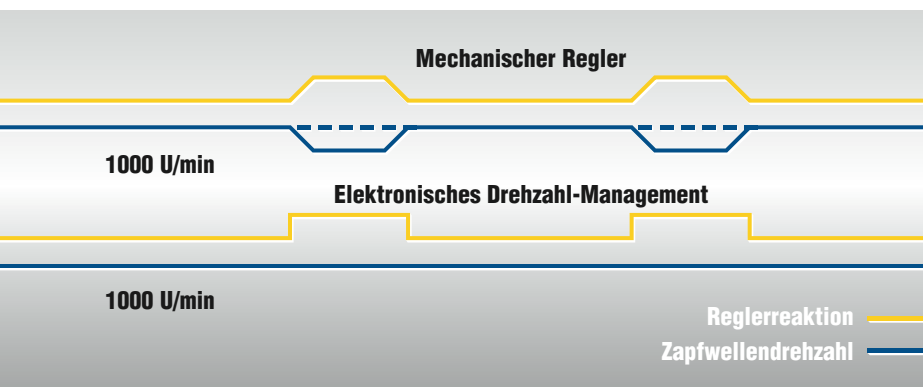 Mechanischer Regler
1000 U/min
Elektronisches Drehzahl-Management
1000 U/min
Reglerreaktion
Zapfwellendrehzahl